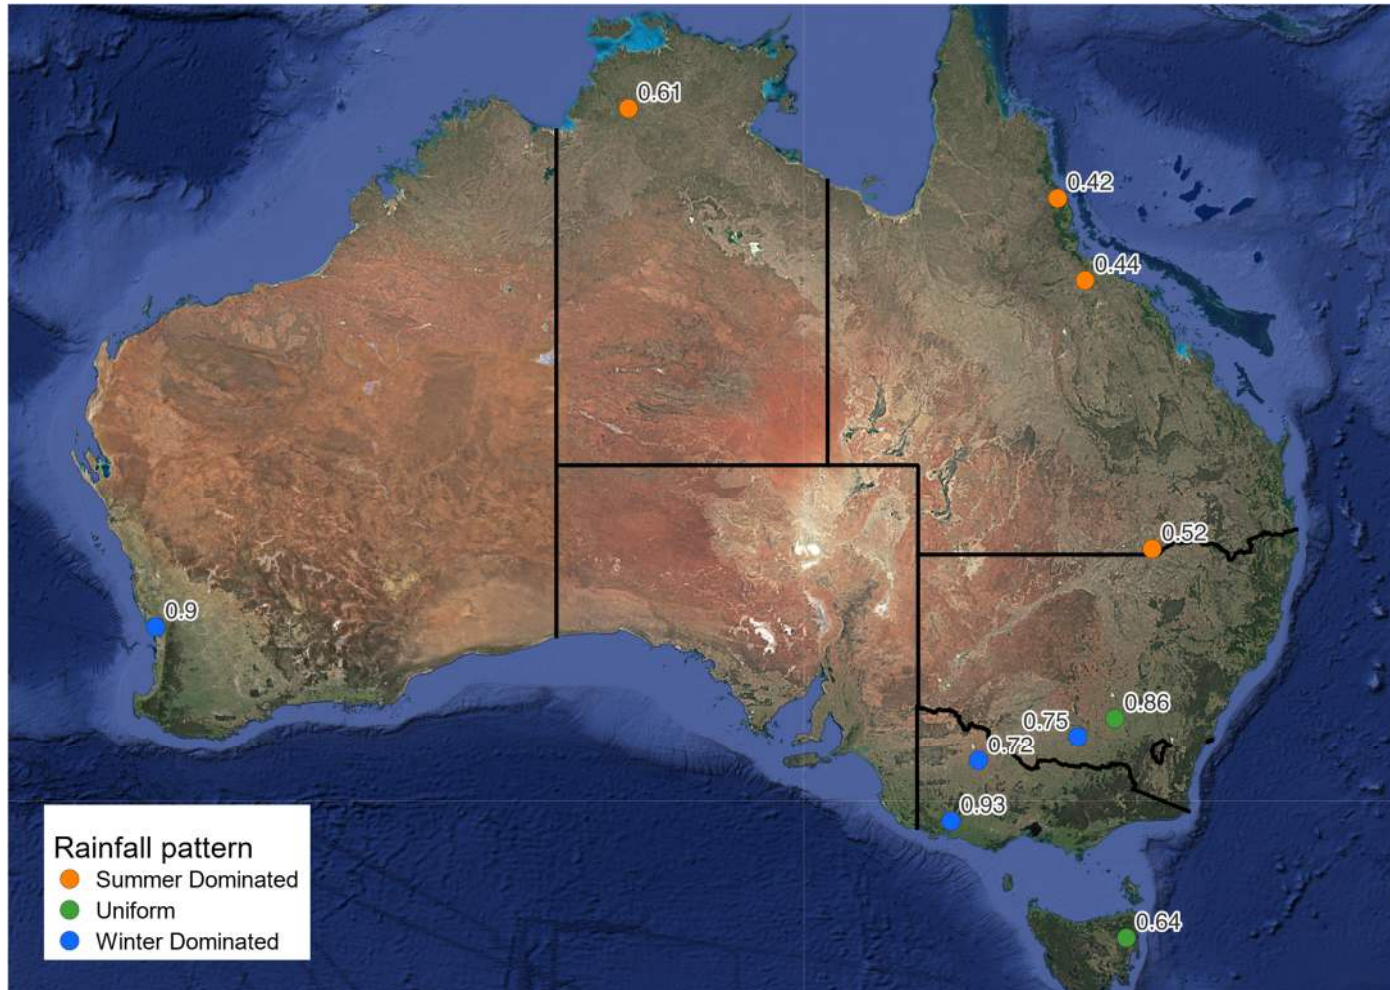 0.61
0.42
0.44
0.52
0.9
0.86
0.75
0.72
0.93
0.64
Rainfall pattern
Summer Dominated
Uniform
Winter Dominated